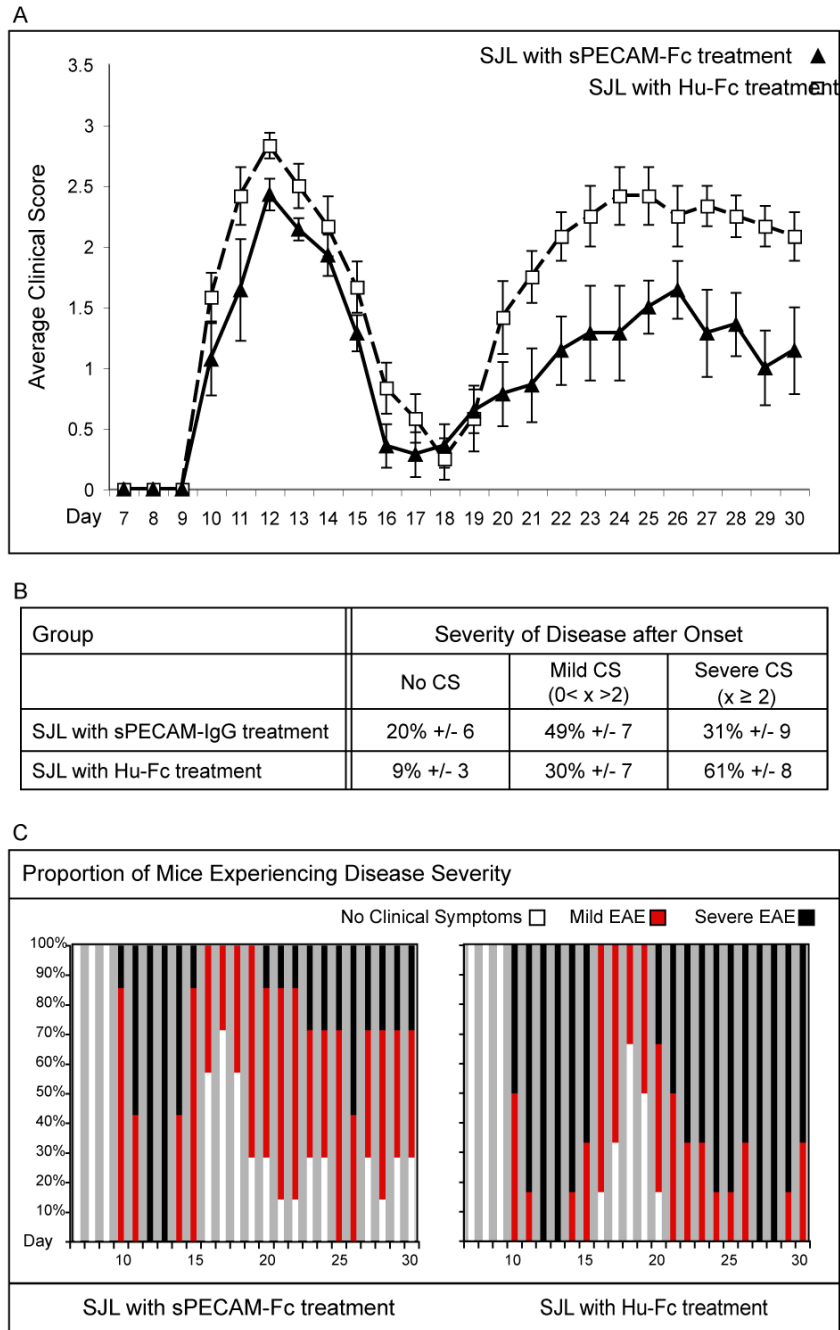 A
SJL with sPECAM-Fc treatment
SJL with Hu-Fc treatment
3.5
3
2.5
2
1.5
1
0.5
0
Average Clinical Score
Day 7 8 9 10 11 12 13 14 15 16 17 18 19 20 21 22 23 24 25 26 27 28 29 30
B
Group Severity of Disease after Onset
No CS Mild CS (0< x >2) Severe CS (x ≥ 2)
SJL with sPECAM-IgG treatment 20% +/- 6 49% +/- 7 31% +/- 9
SJL with Hu-Fc treatment 9% +/- 3 30% +/- 7 61% +/- 8
C
Proportion of Mice Experiencing Disease Severity
No Clinical Symptoms Mild EAE Severe EAE
100%
90%
80%
70%
60%
50%
40%
30%
20%
10%
Day
10 15 20 25 30
10 15 20 25 30
SJL with sPECAM-Fc treatment SJL with Hu-Fc treatment